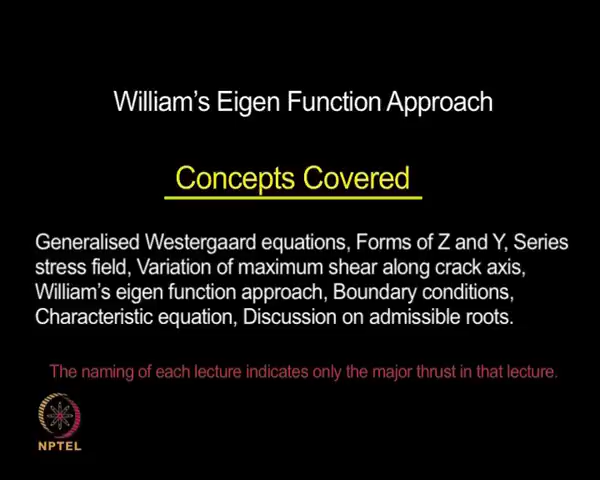 William's Eigen Function Approach
Concepts Covered
Generalised Westergaard equations, Forms of Z and Y, Series
stress field, Variation of maximum shear along crack axis,
William's eigen function approach, Boundary conditions,
Characteristic equation, Discussion on admissible roots.
The naming of each lecture indicates only the major thrust in that lecture.
NPTEL